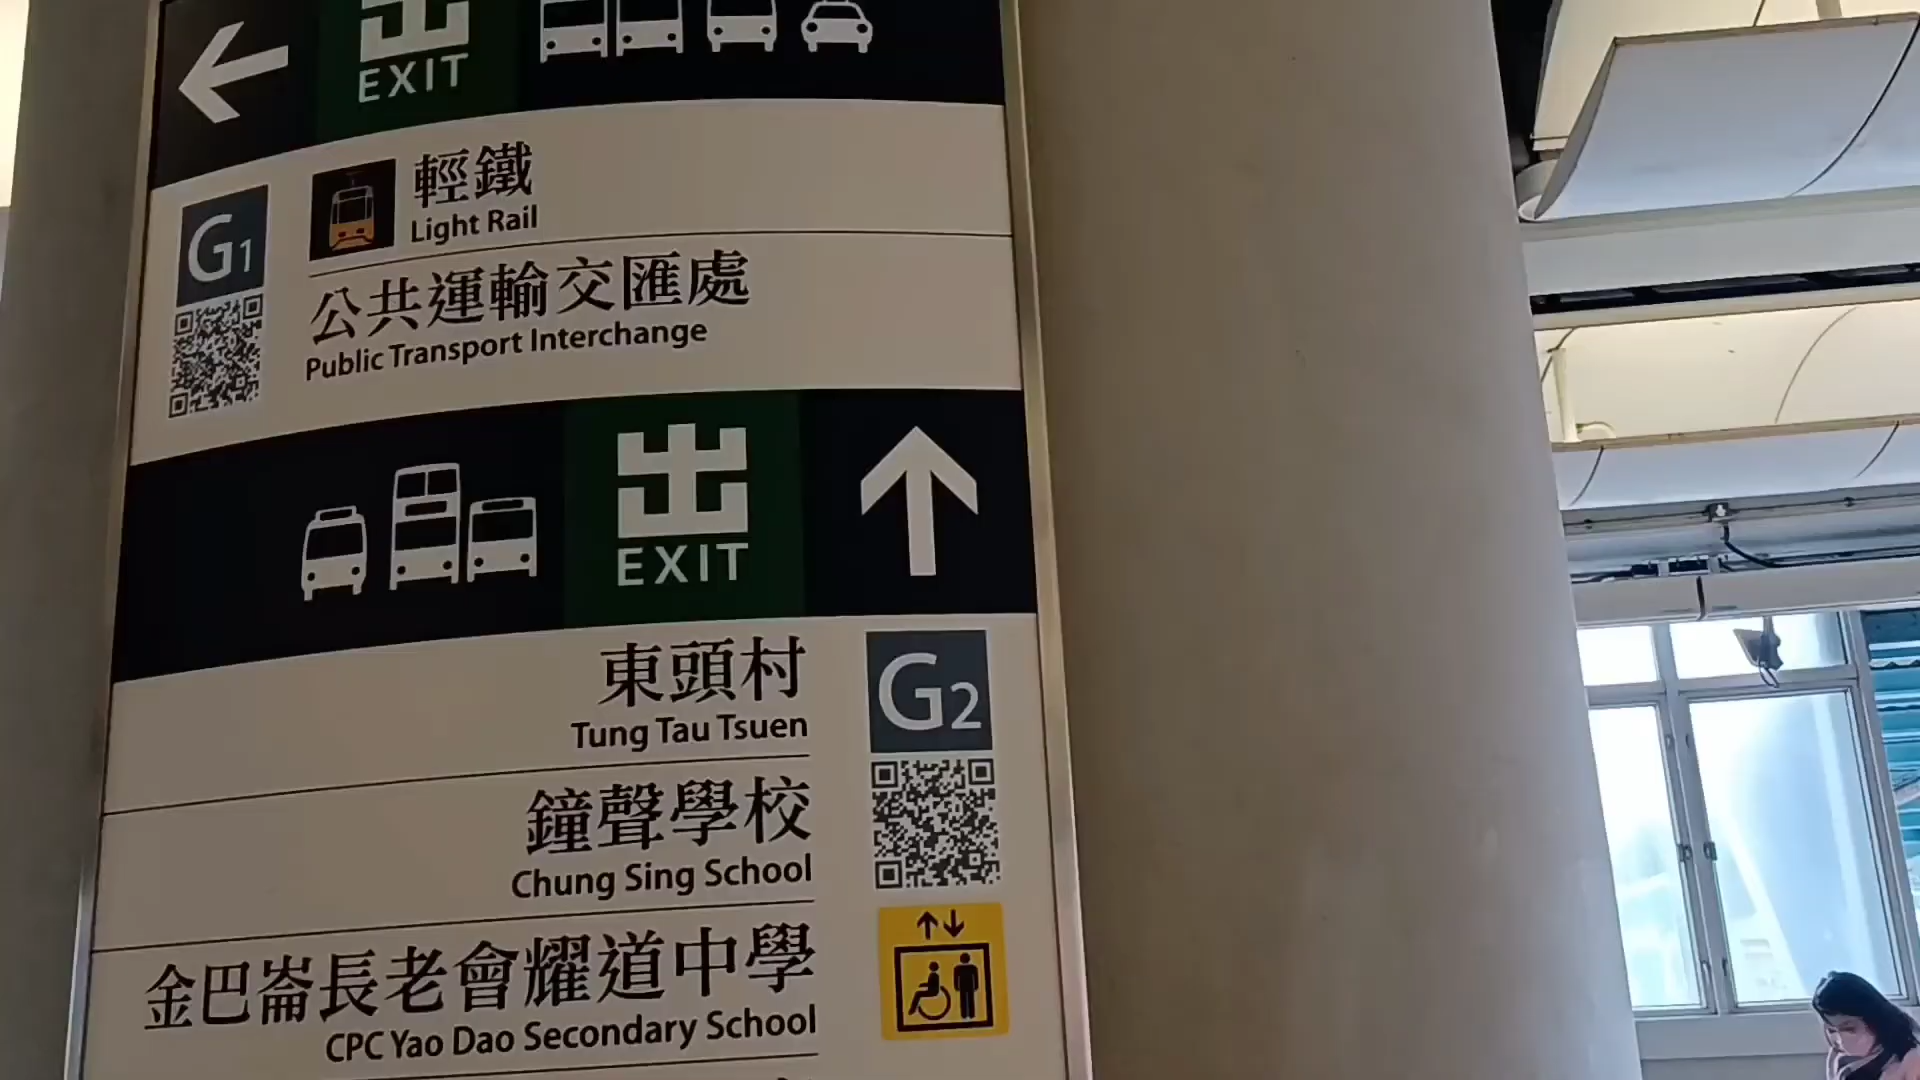 出
EXIT
G1
輕鐵
Light Rail
公共運輸交匯處
Public Transport Interchange
出
EXIT
東頭村
Tung Tau Tsuen
G2
鐘聲學校
Chung Sing School
金巴崙長老會耀道中學
CPC Yao Dao Secondary School